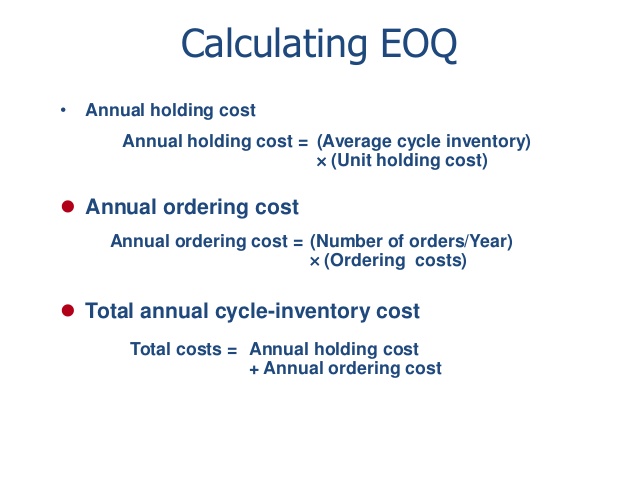 Calculating EOQ
• Annual holding cost
Annual holding cost = (Average cycle inventory)
× (Unit holding cost)
● Annual ordering cost
Annual ordering cost = (Number of orders/Year)
× (Ordering costs)
● Total annual cycle-inventory cost
Total costs = Annual holding cost
+ Annual ordering cost